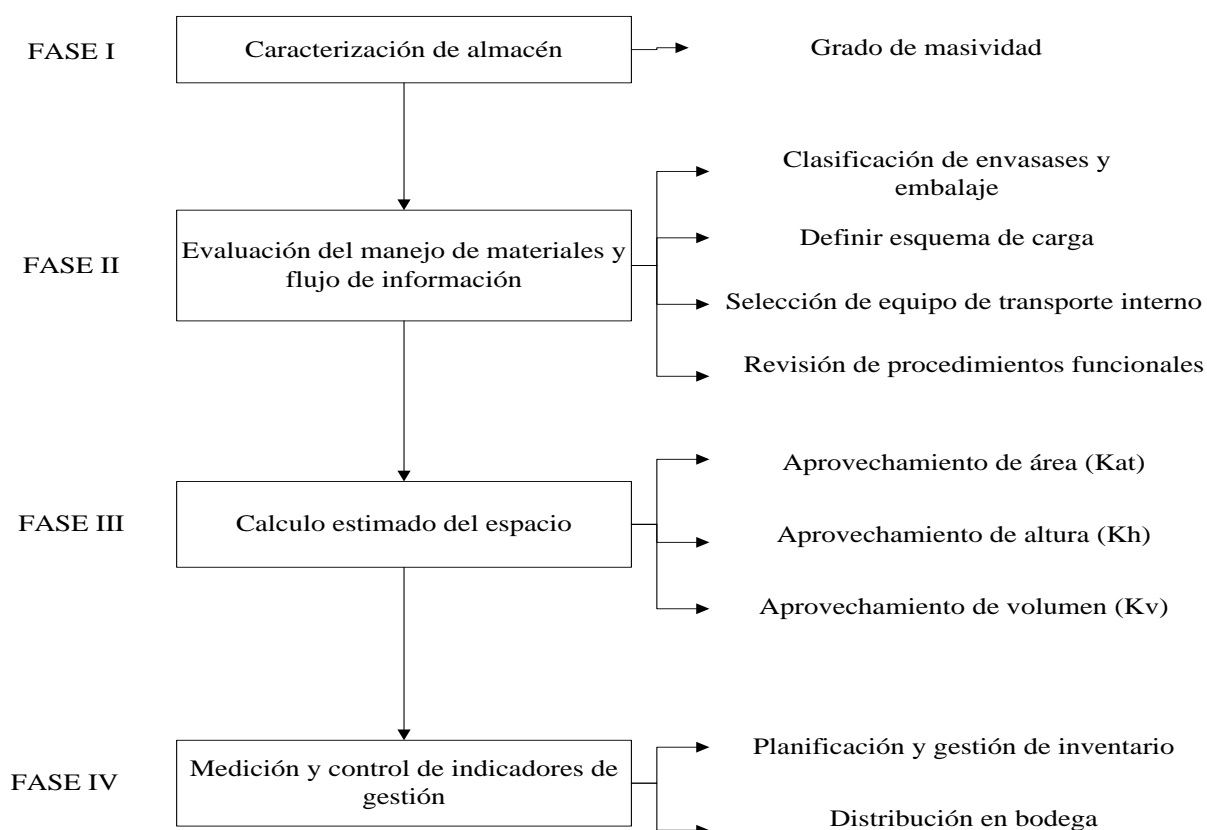 FASE I
Caracterización de almacén
Grado de masividad
FASE II
Evaluación del manejo de materiales y
flujo de información
Clasificación de envasases y
embalaje
Definir esquema de carga
Selección de equipo de transporte interno
Revisión de procedimientos funcionales
FASE III
Calculo estimado del espacio
Aprovechamiento de área (Kat)
Aprovechamiento de altura (Kh)
Aprovechamiento de volumen (Kv)
FASE IV
Medición y control de indicadores de
gestión
Planificación y gestión de inventario
Distribución en bodega